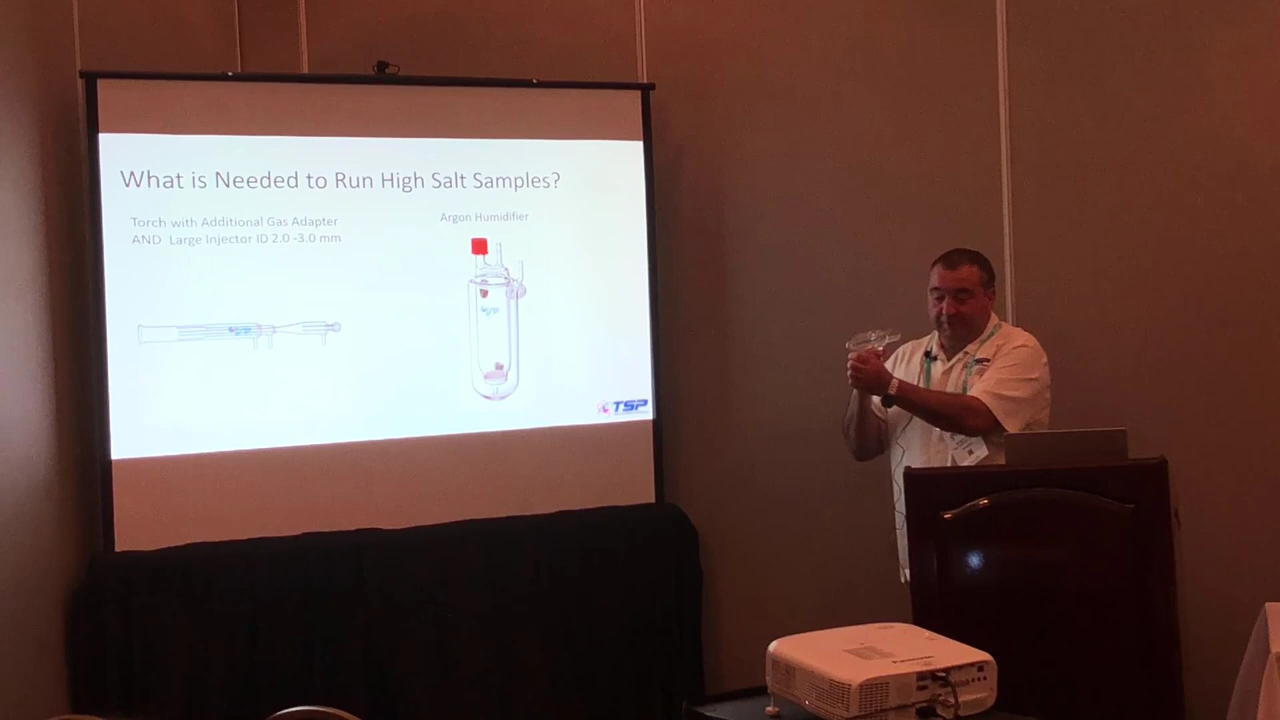 What is Needed to Run High Salt Samples?
Torch with Additional Gas Adapter
AND Large Injector ID 2.0 -3.0 mm
Argon Humidifier
TSP
Panasonic